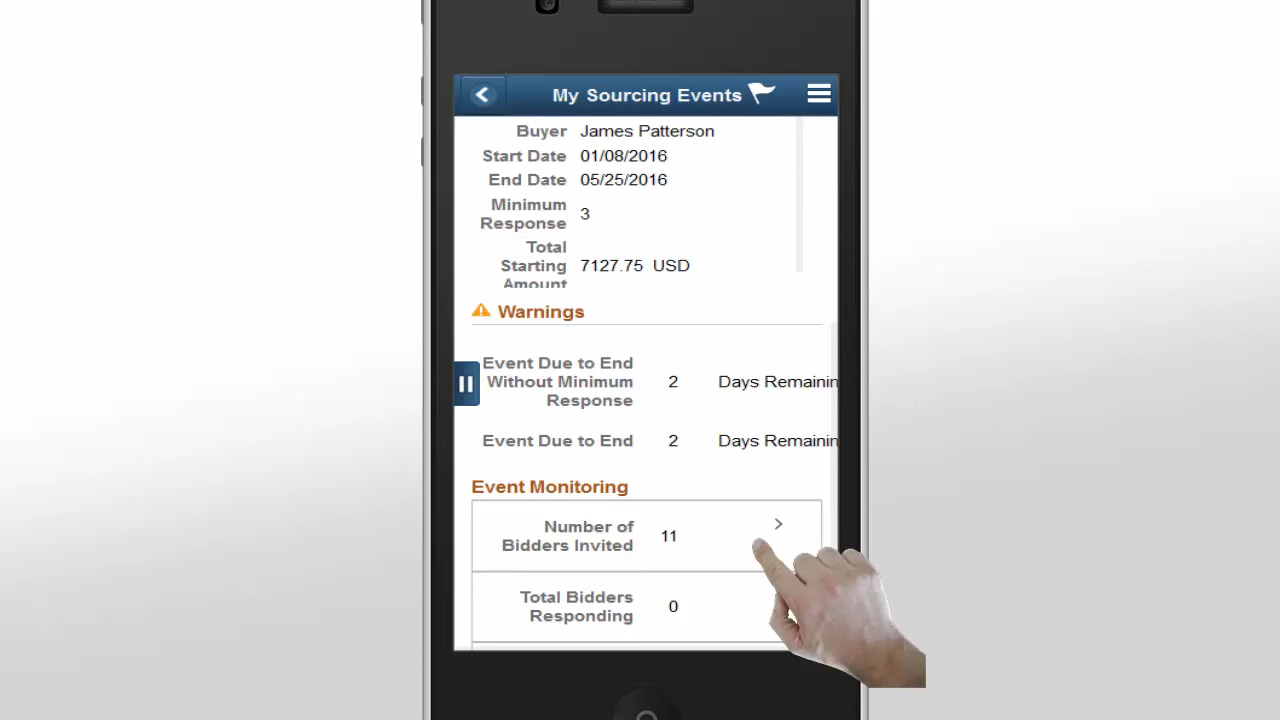 My Sourcing Events
Buyer James Patterson
Start Date 01/08/2016
End Date 05/25/2016
Minimum
Response 3
Total
Starting
Amount 7127.75 USD
Warnings
Event Due to End
Without Minimum
Response 2 Days Remainin
Event Due to End 2 Days Remainin
Event Monitoring
Number of
Bidders Invited 11
Total Bidders
Responding 0